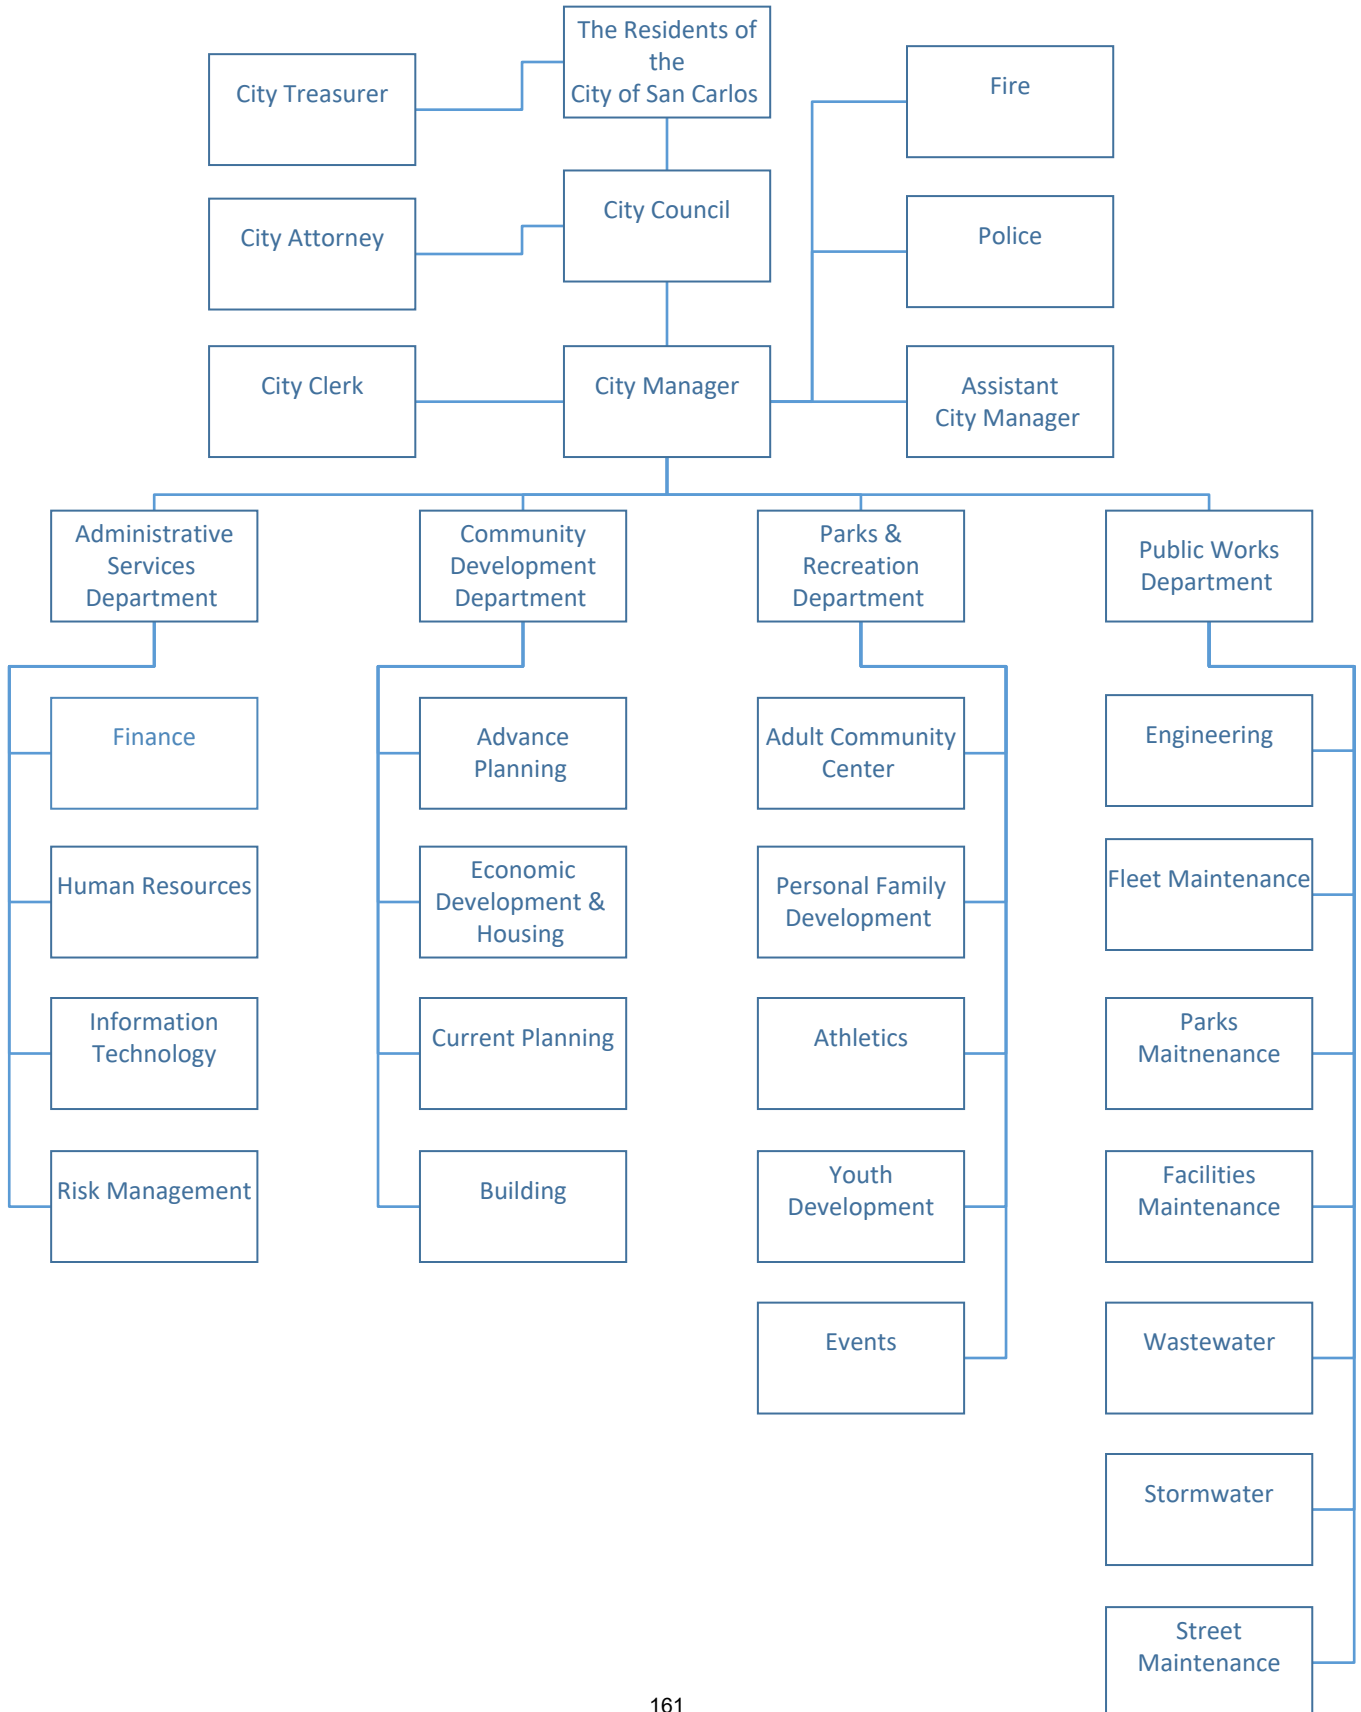 The Residents of
the
City of San Carlos
City Treasurer
Fire
City Council
City Attorney
Police
City Clerk
City Manager
Assistant
City Manager
Administrative
Services
Department
Community
Development
Department
Parks &
Recreation
Department
Public Works
Department
Finance
Advance
Planning
Adult Community
Center
Engineering
Human Resources
Economic
Development &
Housing
Personal Family
Development
Fleet Maintenance
Information
Technology
Current Planning
Athletics
Parks
Maitnenance
Risk Management
Building
Youth
Development
Facilities
Maintenance
Events
Wastewater
Stormwater
Street
Maintenance
161